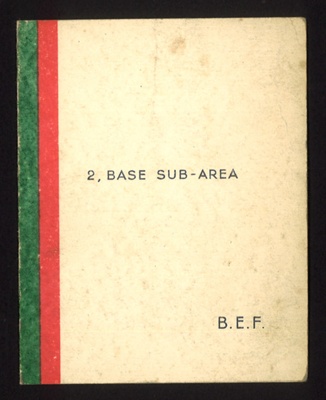 2, BASE SUB-AREA
B.E.F.